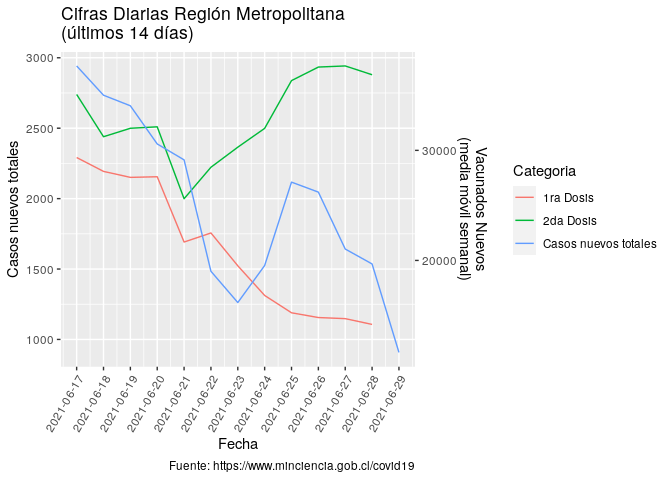 Cifras Diarias Región Metropolitana
(últimos 14 días)
3000
2500
2000
1500
1000
Casos nuevos totales
30000
20000
Vacunados Nuevos
(media móvil semanal)
2021-06-17
2021-06-18
2021-06-19
2021-06-20
2021-06-21
2021-06-22
2021-06-23
2021-06-24
2021-06-25
2021-06-26
2021-06-27
2021-06-28
2021-06-29
Fecha
Categoria
1ra Dosis
2da Dosis
Casos nuevos totales
Fuente: https://www.minciencia.gob.cl/covid19